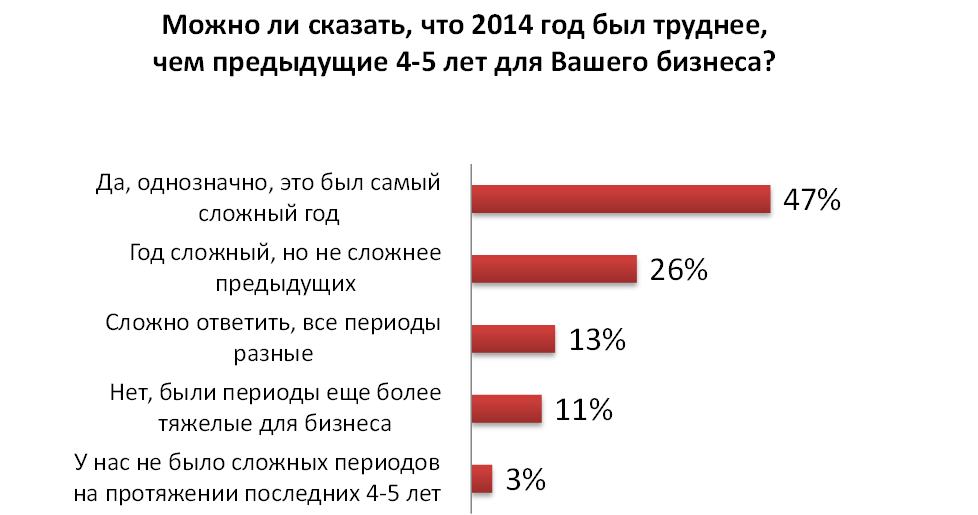 Можно ли сказать, что 2014 год был труднее,
чем предыдущие 4-5 лет для Вашего бизнеса?
Да, однозначно, это был самый
сложный год
47%
Год сложный, но не сложнее
предыдущих
26%
Сложно ответить, все периоды
разные
13%
Нет, были периоды еще более
тяжелые для бизнеса
11%
У нас не было сложных периодов
на протяжении последних 4-5 лет
3%